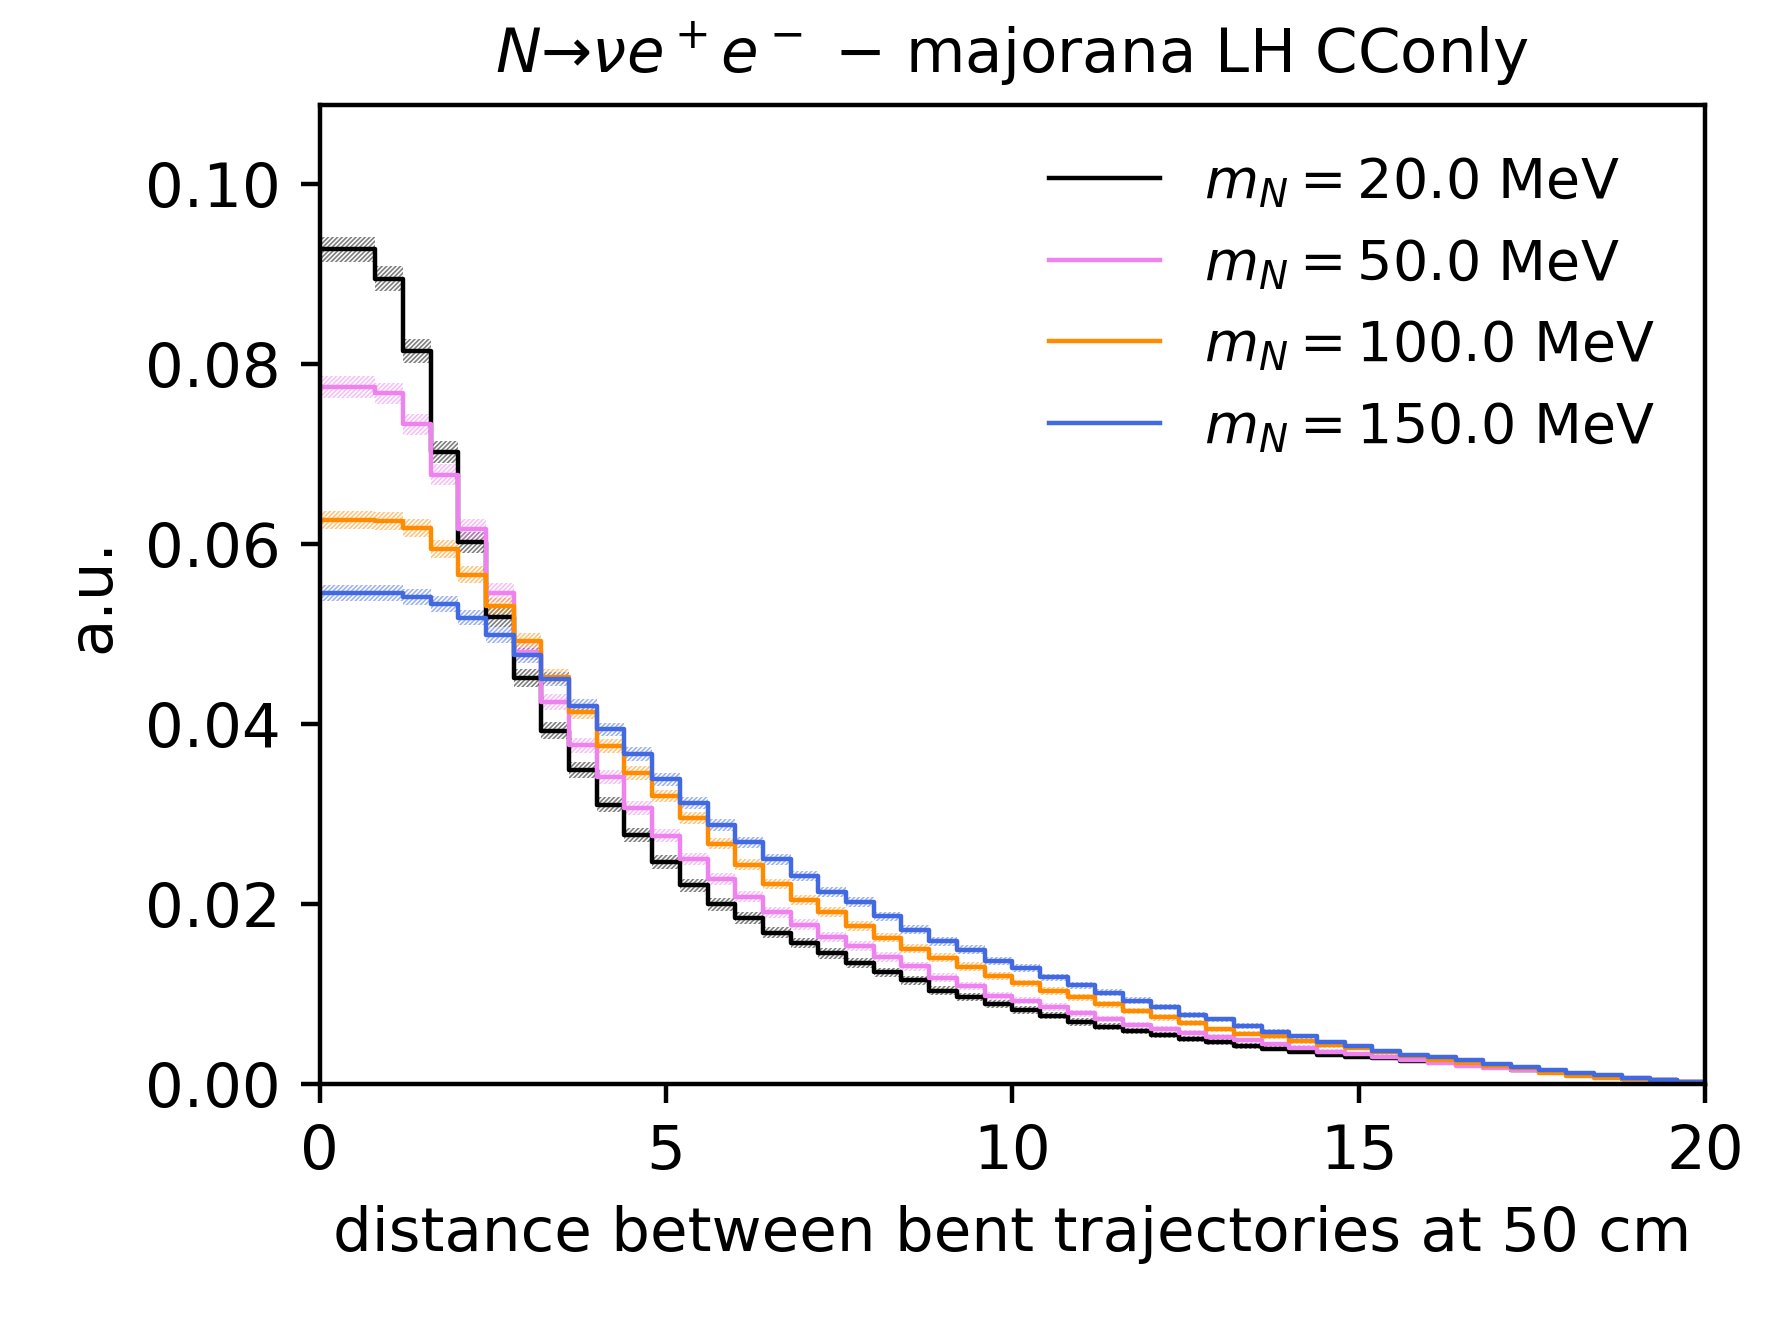 N→νe⁺e⁻ − majorana LH CConly
m_N = 20.0 MeV
m_N = 50.0 MeV
m_N = 100.0 MeV
m_N = 150.0 MeV
a.u.
0.10
0.08
0.06
0.04
0.02
0.00
0 5 10 15 20
distance between bent trajectories at 50 cm